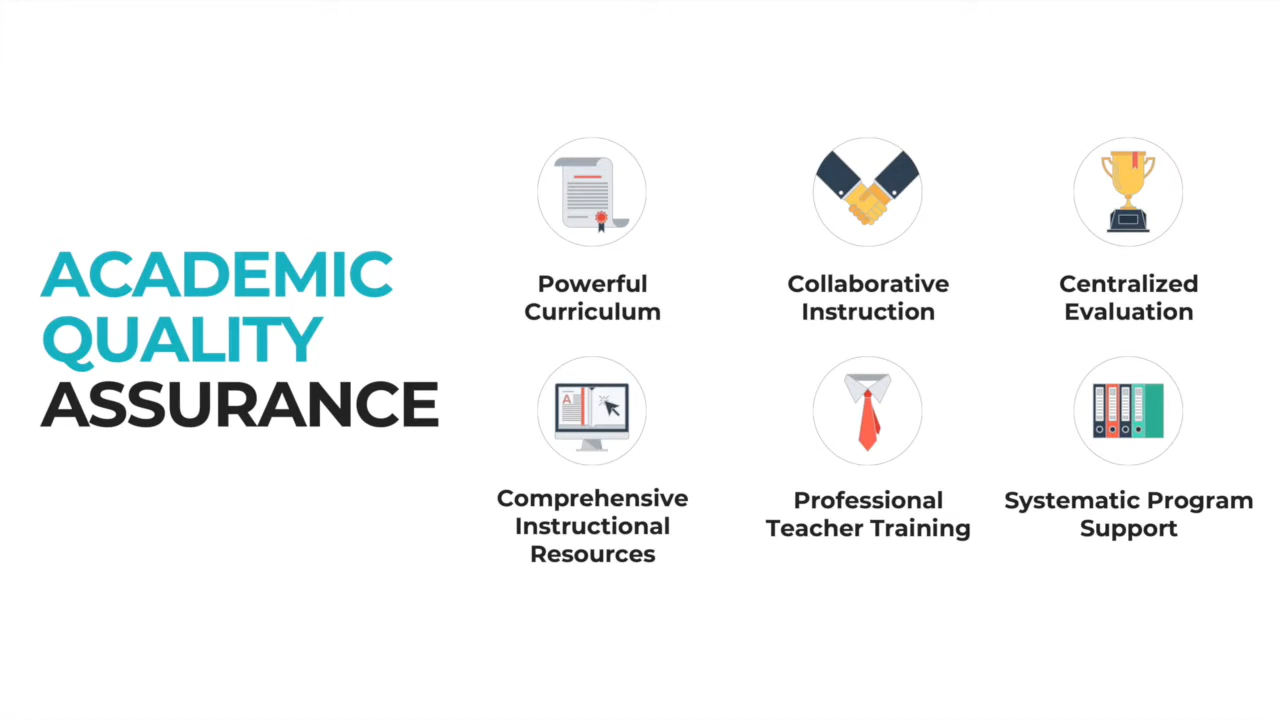 ACADEMIC
QUALITY
ASSURANCE
Powerful
Curriculum
Collaborative
Instruction
Centralized
Evaluation
A
Comprehensive
Instructional
Resources
Professional
Teacher Training
Systematic Program
Support